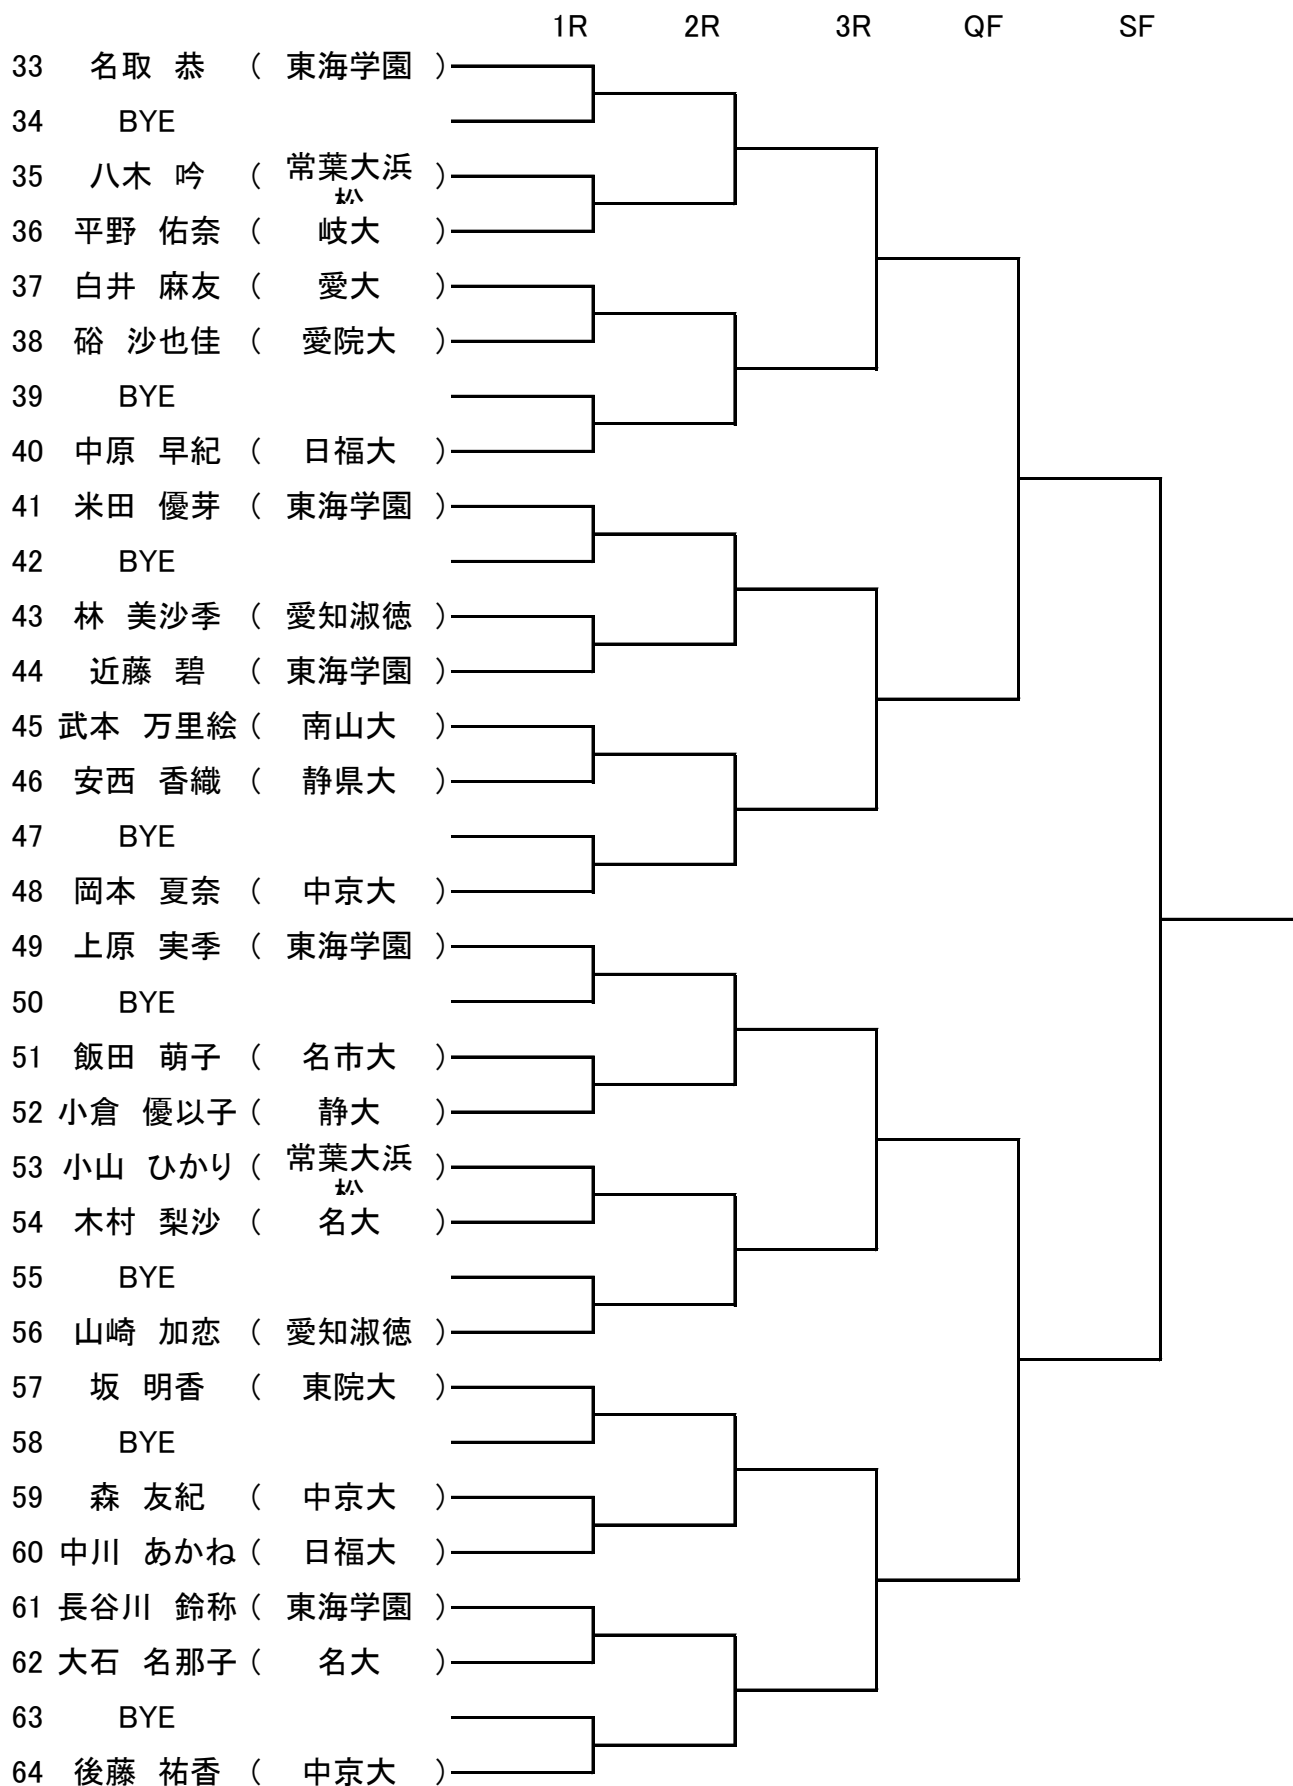 1R 2R 3R QF SF
33 名取 恭 ( 東海学園 )
34 BYE
35 八木 吟 ( 常葉大浜松 )
36 平野 佑奈 ( 岐大 )
37 白井 麻友 ( 愛大 )
38 硲 沙也佳 ( 愛院大 )
39 BYE
40 中原 早紀 ( 日福大 )
41 米田 優芽 ( 東海学園 )
42 BYE
43 林 美沙季 ( 愛知淑徳 )
44 近藤 碧 ( 東海学園 )
45 武本 万里絵 ( 南山大 )
46 安西 香織 ( 静県大 )
47 BYE
48 岡本 夏奈 ( 中京大 )
49 上原 実季 ( 東海学園 )
50 BYE
51 飯田 萌子 ( 名市大 )
52 小倉 優以子 ( 静大 )
53 小山 ひかり ( 常葉大浜松 )
54 木村 梨沙 ( 名大 )
55 BYE
56 山崎 加恋 ( 愛知淑徳 )
57 坂 明香 ( 東院大 )
58 BYE
59 森 友紀 ( 中京大 )
60 中川 あかね ( 日福大 )
61 長谷川 鈴称 ( 東海学園 )
62 大石 名那子 ( 名大 )
63 BYE
64 後藤 祐香 ( 中京大 )